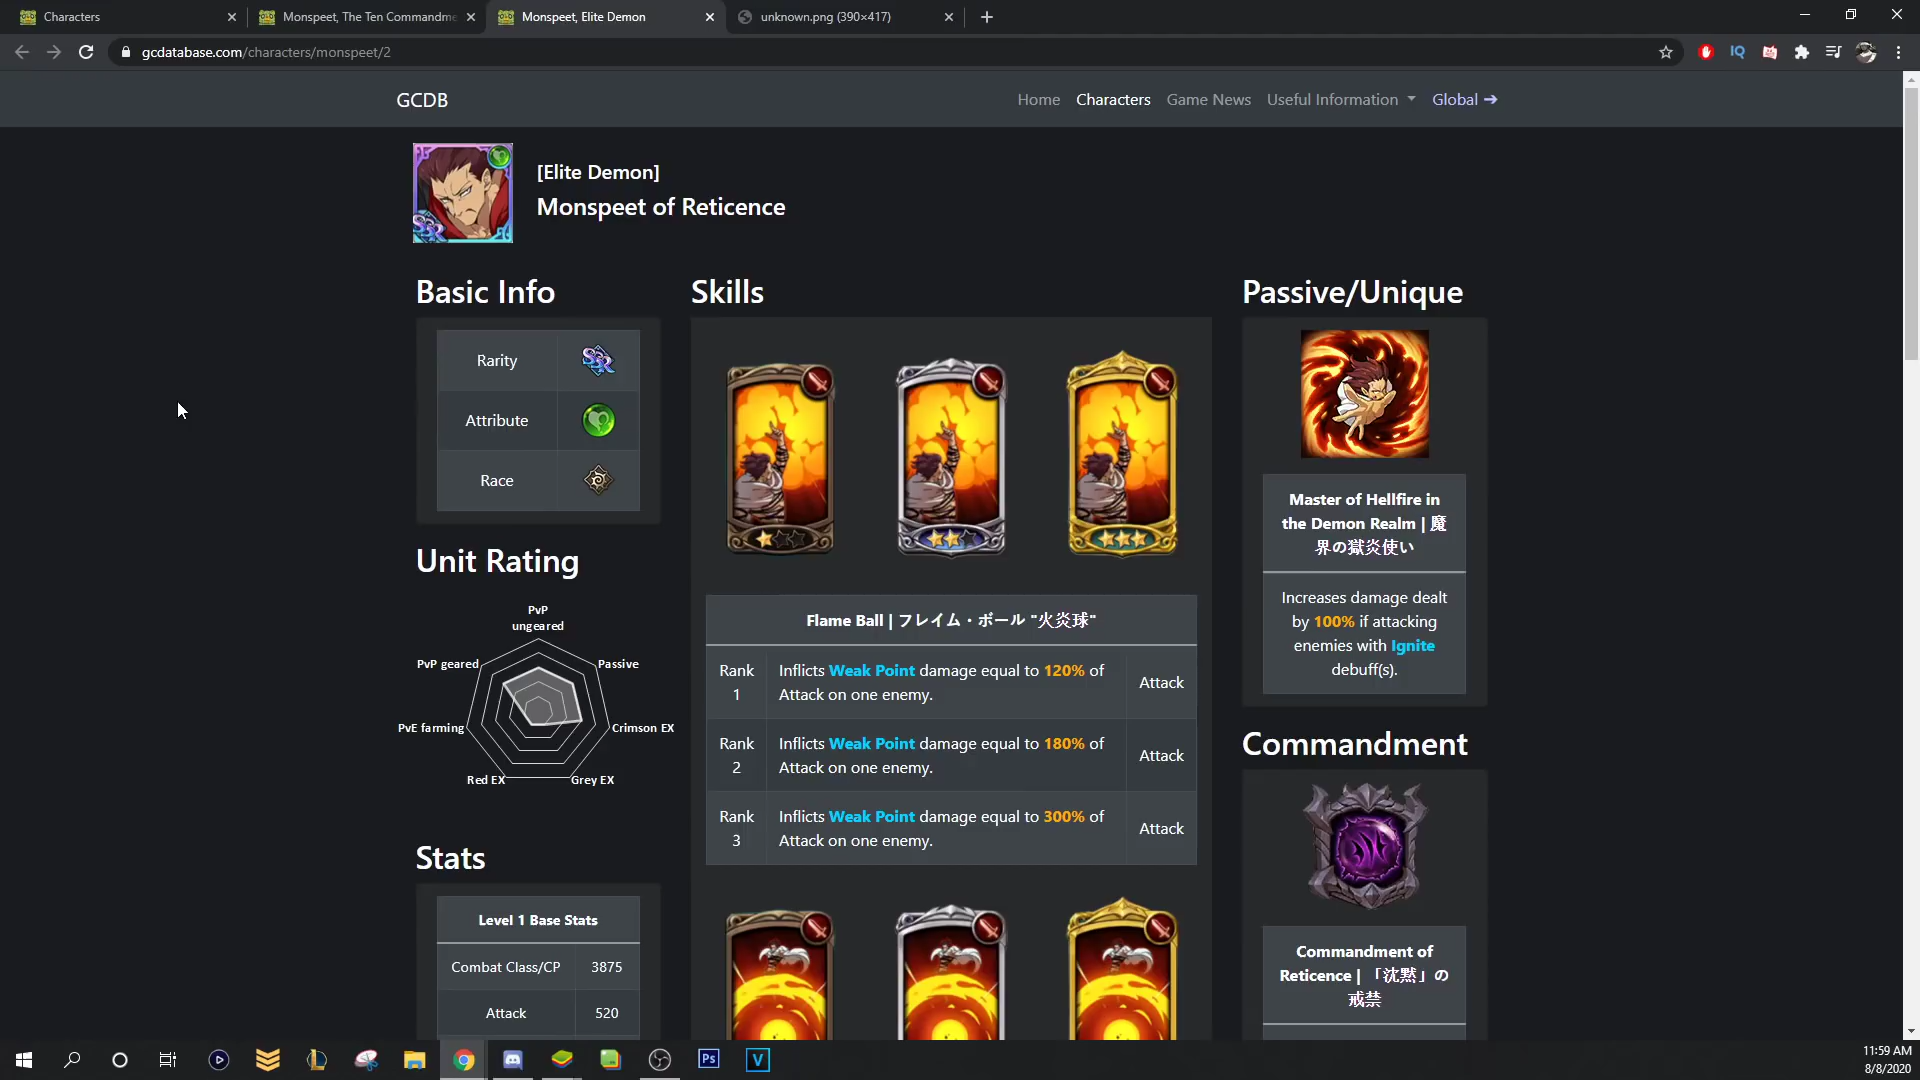 Characters
Monspeet, The Ten Commandme
Monspeet, Elite Demon
unknown.png (390×417)
gcdatabase.com/characters/monspeet/2
GCDB
Home
Characters
Game News
Useful Information
Global ➔
[Elite Demon]
Monspeet of Reticence
Basic Info
Rarity
SSR
Attribute
Race
Unit Rating
PvP
ungeared
PvP geared
Passive
PvE farming
Crimson EX
Red EX
Grey EX
Stats
Level 1 Base Stats
Combat Class/CP 3875
Attack 520
Skills
Flame Ball | フレイム・ボール "火炎球"
Rank
1
Inflicts Weak Point damage equal to 120% of
Attack on one enemy.
Attack
Rank
2
Inflicts Weak Point damage equal to 180% of
Attack on one enemy.
Attack
Rank
3
Inflicts Weak Point damage equal to 300% of
Attack on one enemy.
Attack
Passive/Unique
Master of Hellfire in
the Demon Realm | 魔
界の獄炎使い
Increases damage dealt
by 100% if attacking
enemies with Ignite
debuff(s).
Commandment
Commandment of
Reticence | 「沈黙」の
戒禁
IQ
Ps
V
11:59 AM
8/8/2020